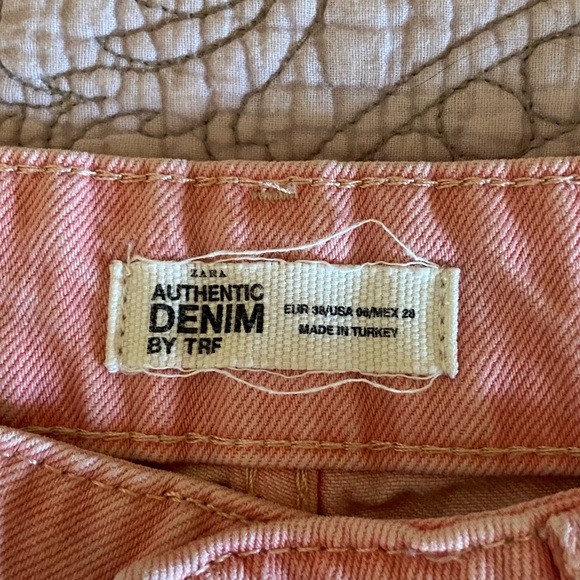 ZARA
AUTHENTIC
DENIM
BY TRF
EUR 38/USA 06/MEX 28
MADE IN TURKEY